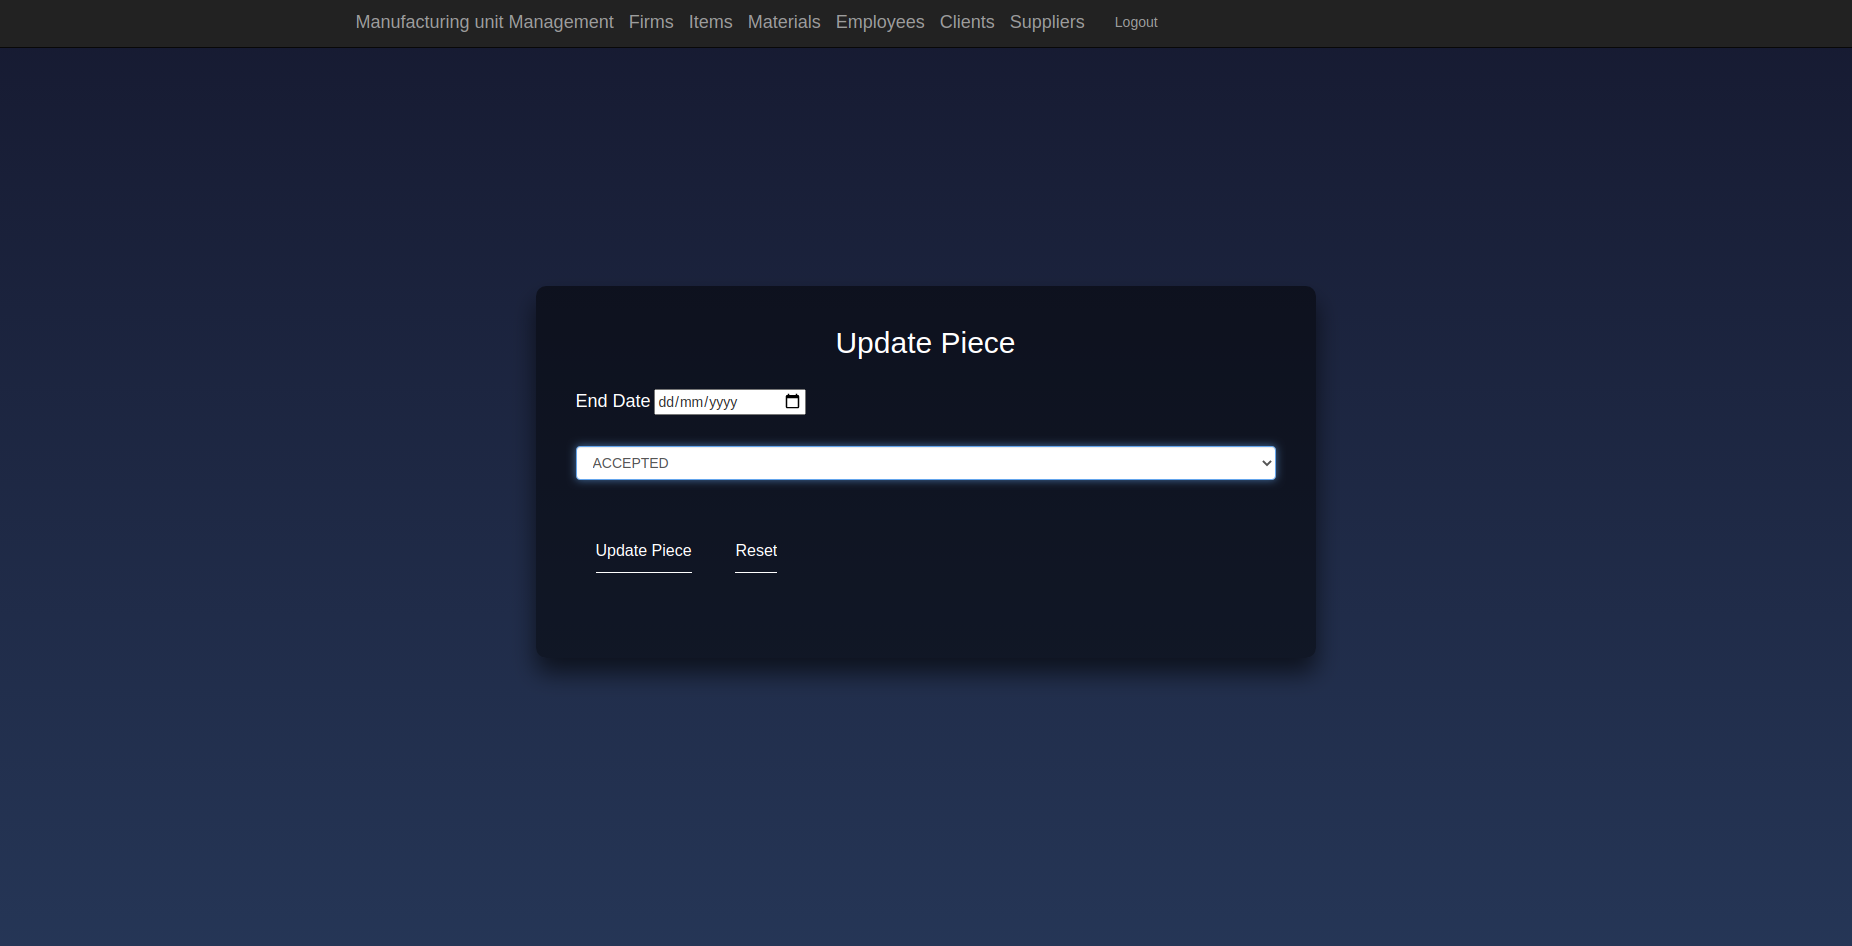 Manufacturing unit Management Firms Items Materials Employees Clients Suppliers Logout
Update Piece
End Date dd/mm/yyyy
ACCEPTED
Update Piece Reset